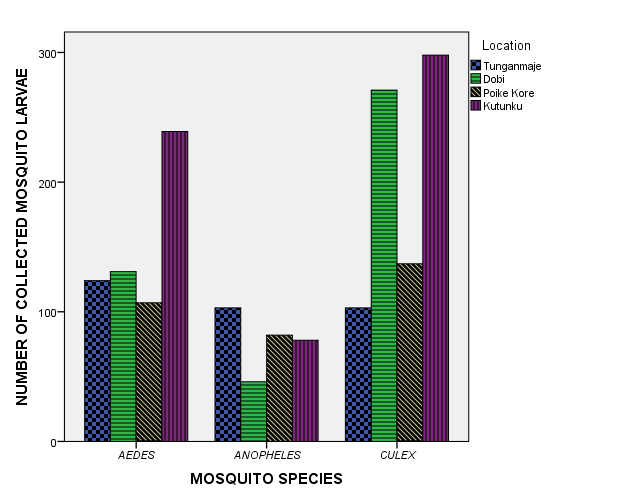 Location
Tunganmaje
Dobi
Poike Kore
Kutunku
NUMBER OF COLLECTED MOSQUITO LARVAE
300
200
100
0
AEDES ANOPHELES CULEX
MOSQUITO SPECIES